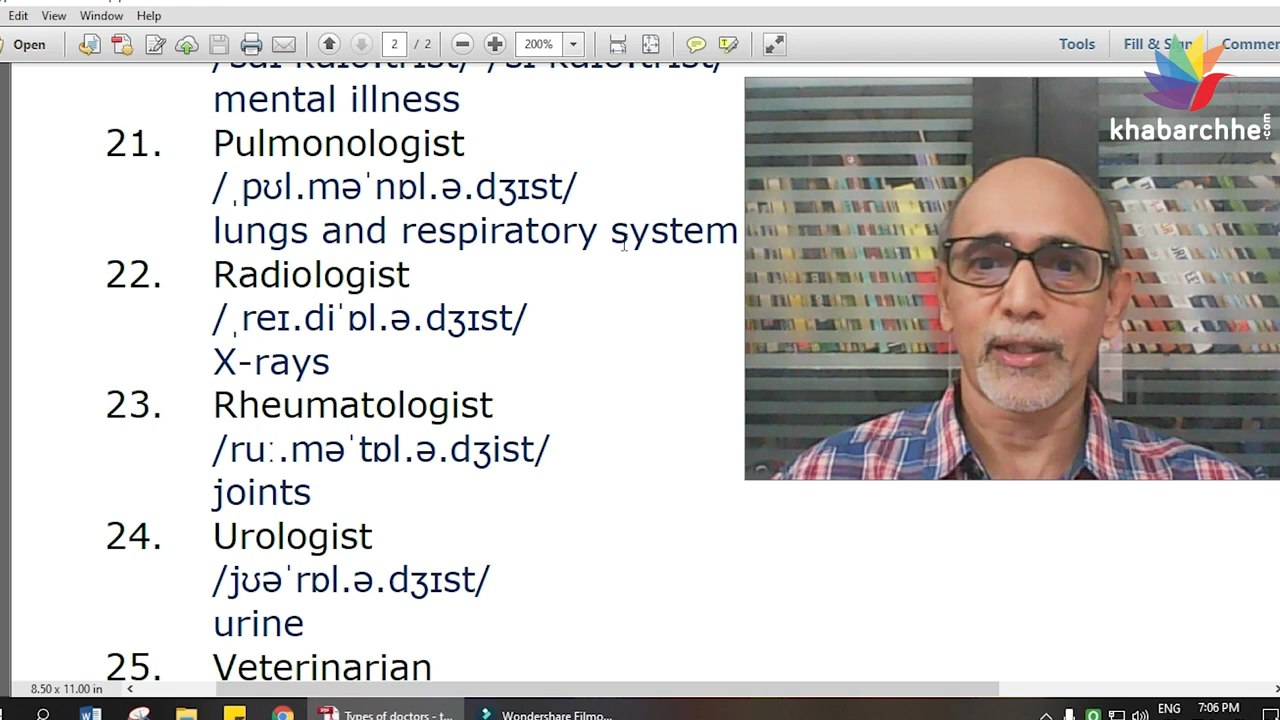 Edit View Window Help
Open 2 / 2 200% Tools Fill & Sign Commen
khabarchhe.com
mental illness
21. Pulmonologist
/ˌpʊl.məˈnɒl.ə.dʒɪst/
lungs and respiratory system
22. Radiologist
/ˌreɪ.diˈɒl.ə.dʒɪst/
X-rays
23. Rheumatologist
/ruː.məˈtɒl.ə.dʒist/
joints
24. Urologist
/jʊəˈrɒl.ə.dʒɪst/
urine
25. Veterinarian
8.50 x 11.00 in
Types of doctors - t... Wondershare Filmo... ENG 7:06 PM